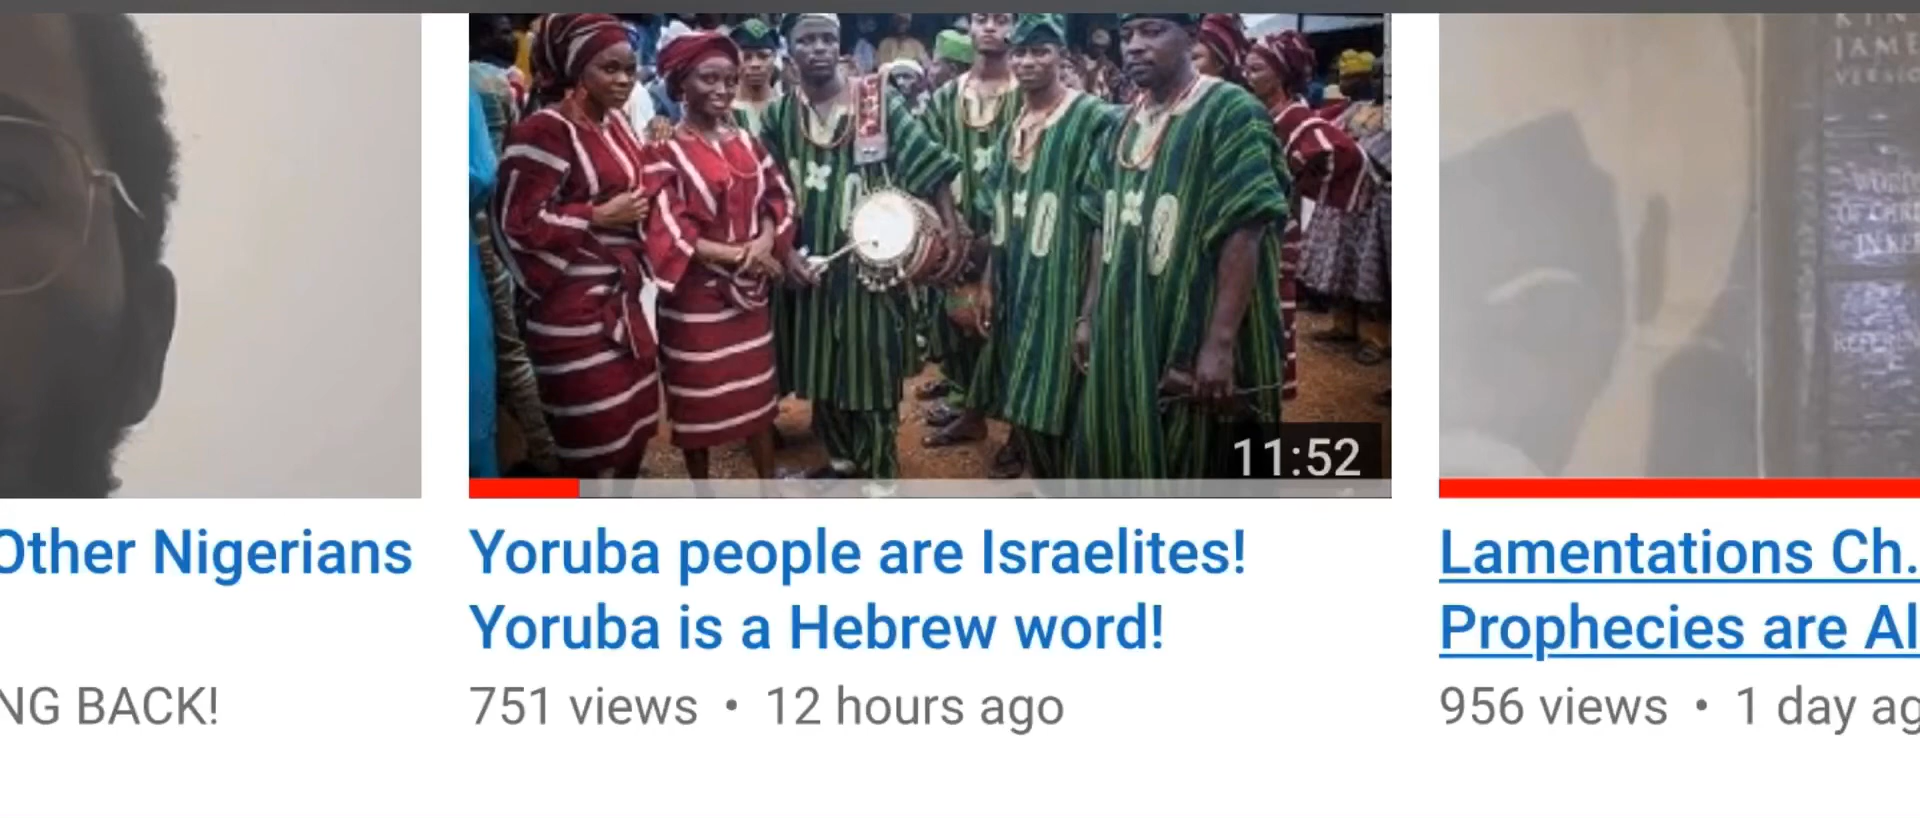 Other Nigerians
NG BACK!
11:52
Yoruba people are Israelites!
Yoruba is a Hebrew word!
751 views • 12 hours ago
JAME
Lamentations Ch.
Prophecies are Al
956 views • 1 day ag